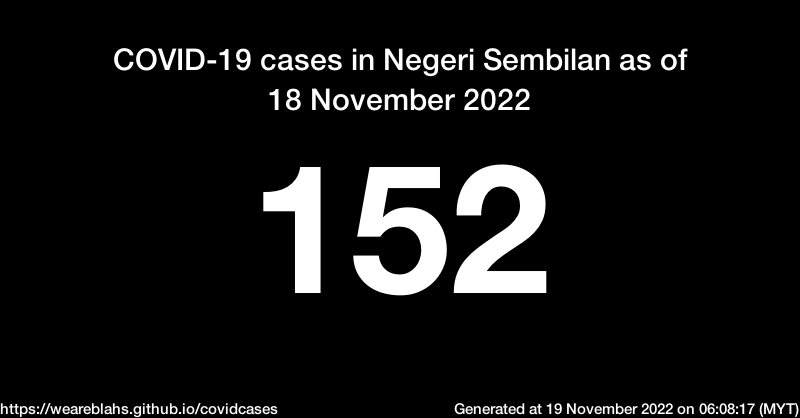 COVID-19 cases in Negeri Sembilan as of
18 November 2022
152
https://weareblahs.github.io/covidcases
Generated at 19 November 2022 on 06:08:17 (MYT)